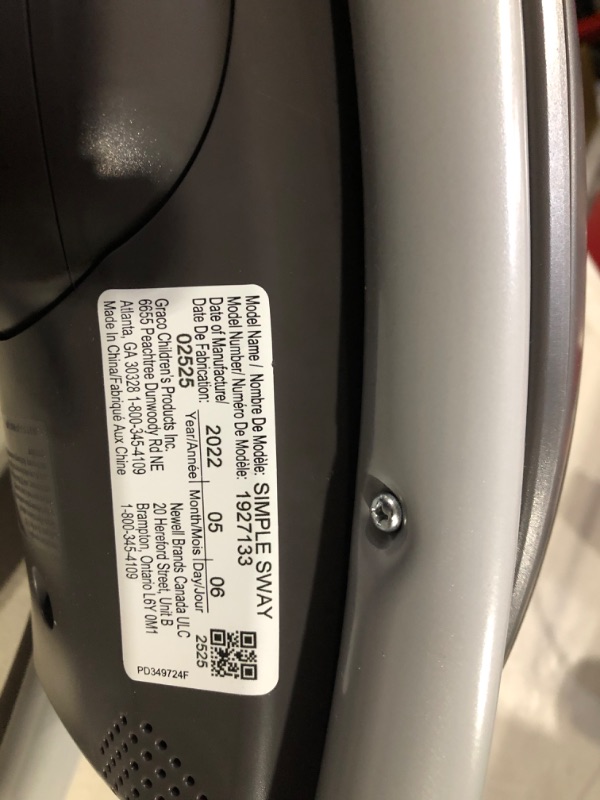 Model Name / Nombre De Modèle: SIMPLE SWAY
Model Number/ Numéro De Modèle: 1927133
Date of Manufacture/
Date De Fabrication: 2022 05 06
02525 Year/Année Month/Mois Day/Jour 2525
Graco Children's Products Inc.
6655 Peachtree Dunwoody Rd NE
Atlanta, GA 30328 1-800-345-4109
Made In China/Fabriqué Aux Chine
Newell Brands Canada ULC
20 Hereford Street, Unit B
Brampton, Ontario L6Y 0M1
1-800-345-4109
PD349724F